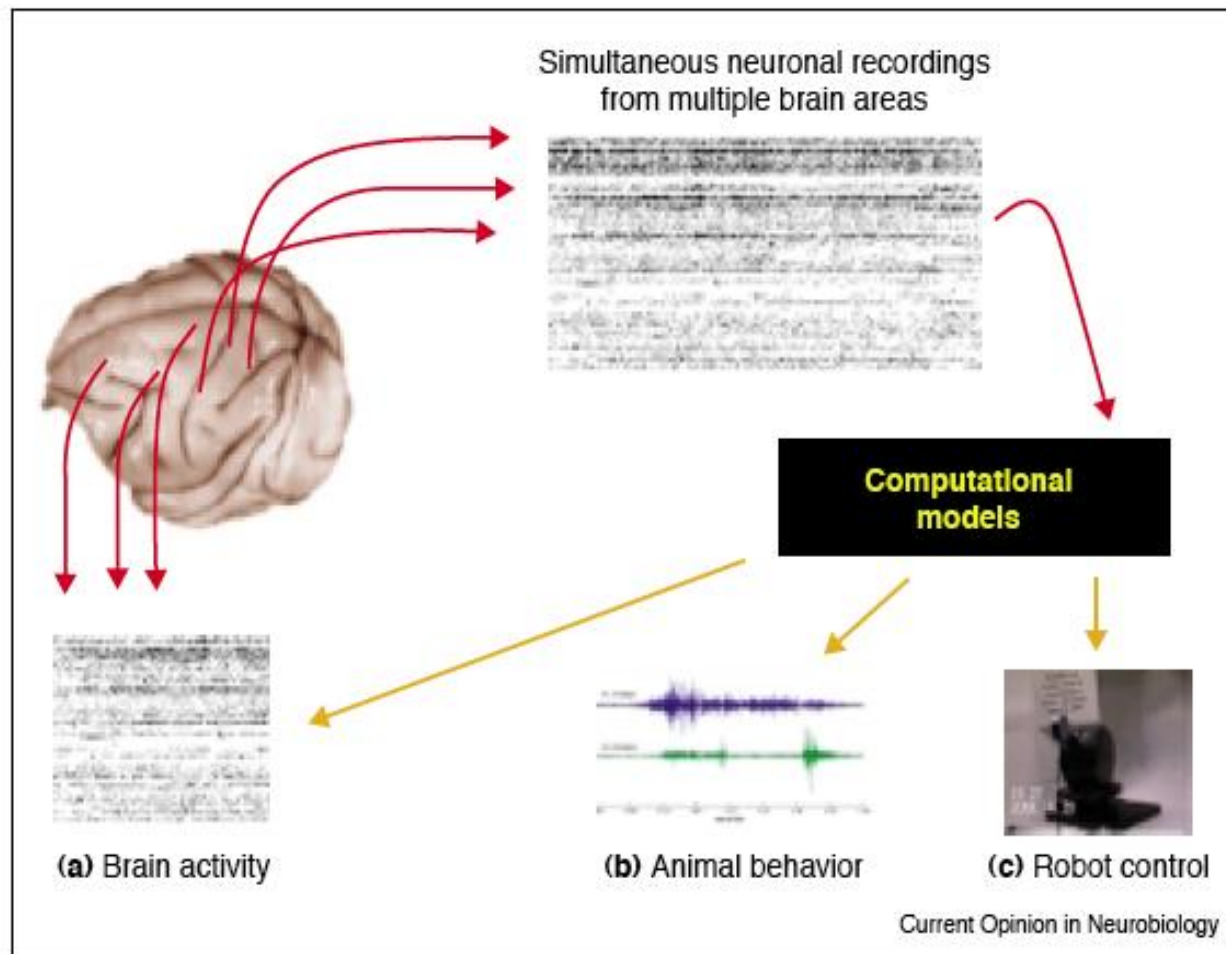 Simultaneous neuronal recordings
from multiple brain areas
Computational
models
(a) Brain activity
(b) Animal behavior
(c) Robot control
Current Opinion in Neurobiology